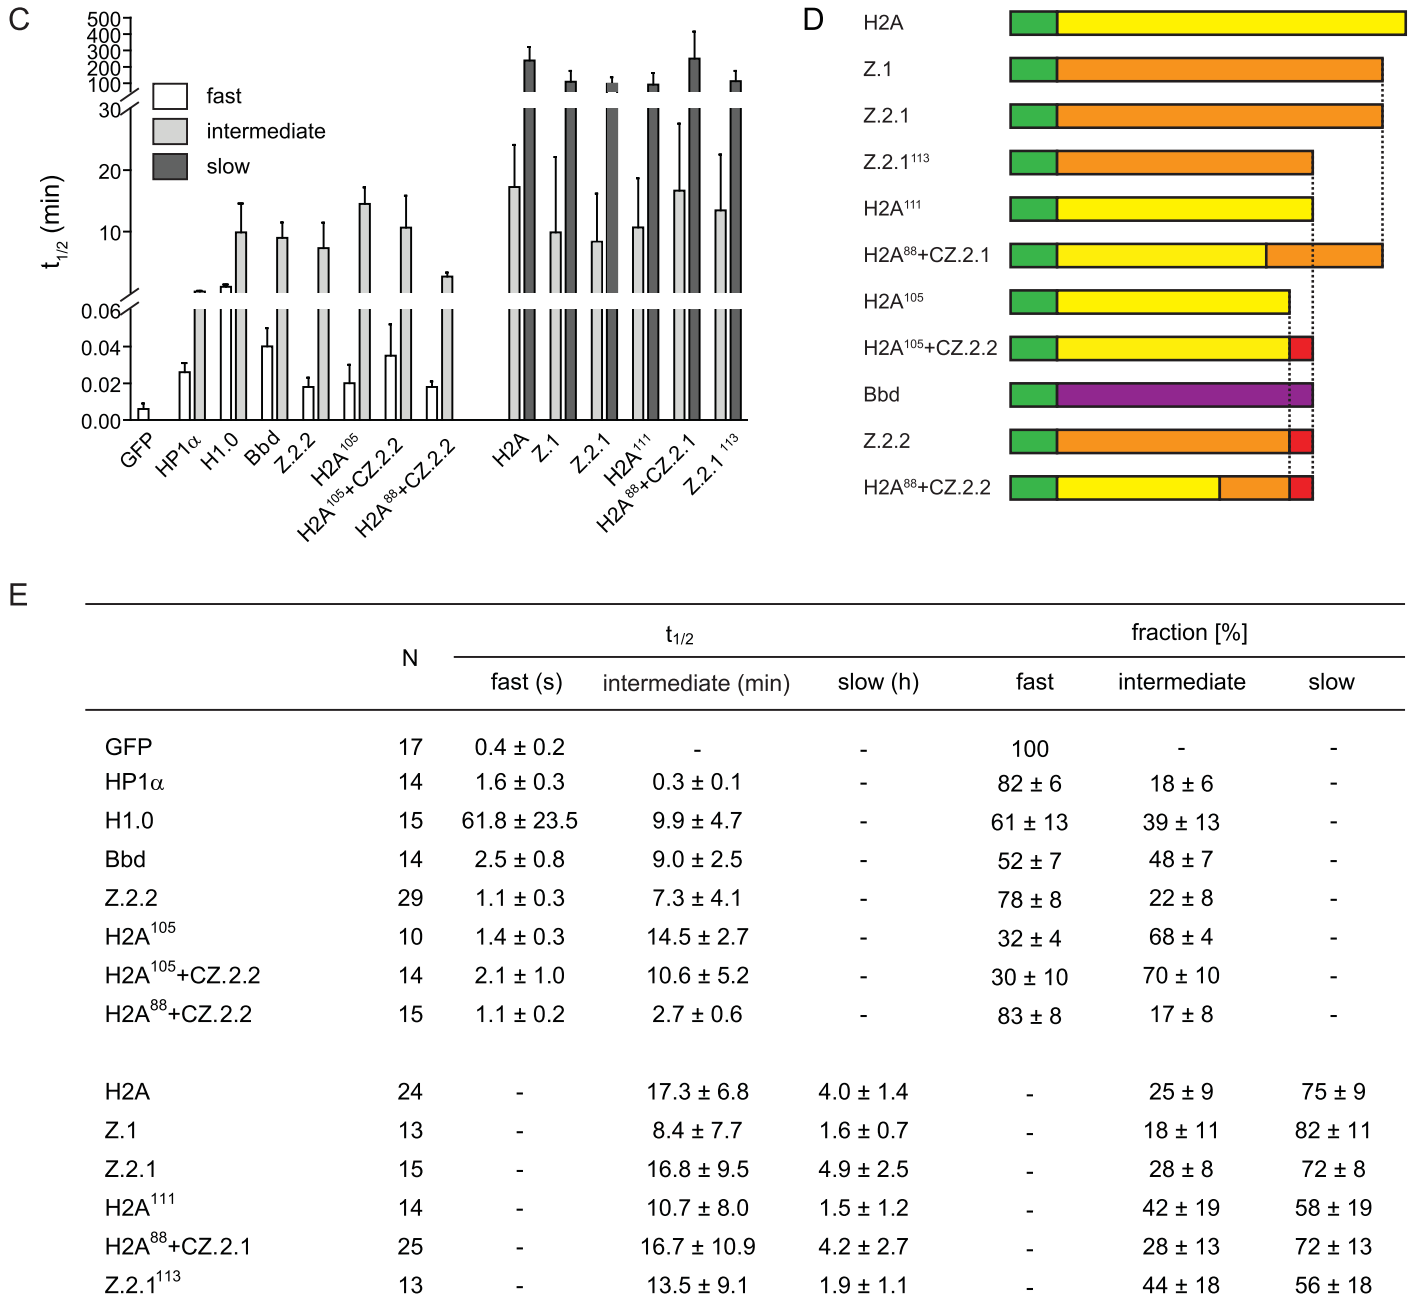 C
500
400
300
200
100
30
20
10
0.06
0.04
0.02
0.00
t1/2 (min)
fast
intermediate
slow
GFP
HP1α
H1.0
Bbd
Z.2.2
H2A105
H2A105+CZ.2.2
H2A88+CZ.2.2
H2A
Z.1
Z.2.1
H2A111
H2A88+CZ.2.1
Z.2.1113
D
H2A
Z.1
Z.2.1
Z.2.1113
H2A111
H2A88+CZ.2.1
H2A105
H2A105+CZ.2.2
Bbd
Z.2.2
H2A88+CZ.2.2
E
N t1/2 fraction [%]
fast (s) intermediate (min) slow (h) fast intermediate slow
GFP 17 0.4 ± 0.2 - - 100 - -
HP1α 14 1.6 ± 0.3 0.3 ± 0.1 - 82 ± 6 18 ± 6 -
H1.0 15 61.8 ± 23.5 9.9 ± 4.7 - 61 ± 13 39 ± 13 -
Bbd 14 2.5 ± 0.8 9.0 ± 2.5 - 52 ± 7 48 ± 7 -
Z.2.2 29 1.1 ± 0.3 7.3 ± 4.1 - 78 ± 8 22 ± 8 -
H2A105 10 1.4 ± 0.3 14.5 ± 2.7 - 32 ± 4 68 ± 4 -
H2A105+CZ.2.2 14 2.1 ± 1.0 10.6 ± 5.2 - 30 ± 10 70 ± 10 -
H2A88+CZ.2.2 15 1.1 ± 0.2 2.7 ± 0.6 - 83 ± 8 17 ± 8 -
H2A 24 - 17.3 ± 6.8 4.0 ± 1.4 - 25 ± 9 75 ± 9
Z.1 13 - 8.4 ± 7.7 1.6 ± 0.7 - 18 ± 11 82 ± 11
Z.2.1 15 - 16.8 ± 9.5 4.9 ± 2.5 - 28 ± 8 72 ± 8
H2A111 14 - 10.7 ± 8.0 1.5 ± 1.2 - 42 ± 19 58 ± 19
H2A88+CZ.2.1 25 - 16.7 ± 10.9 4.2 ± 2.7 - 28 ± 13 72 ± 13
Z.2.1113 13 - 13.5 ± 9.1 1.9 ± 1.1 - 44 ± 18 56 ± 18